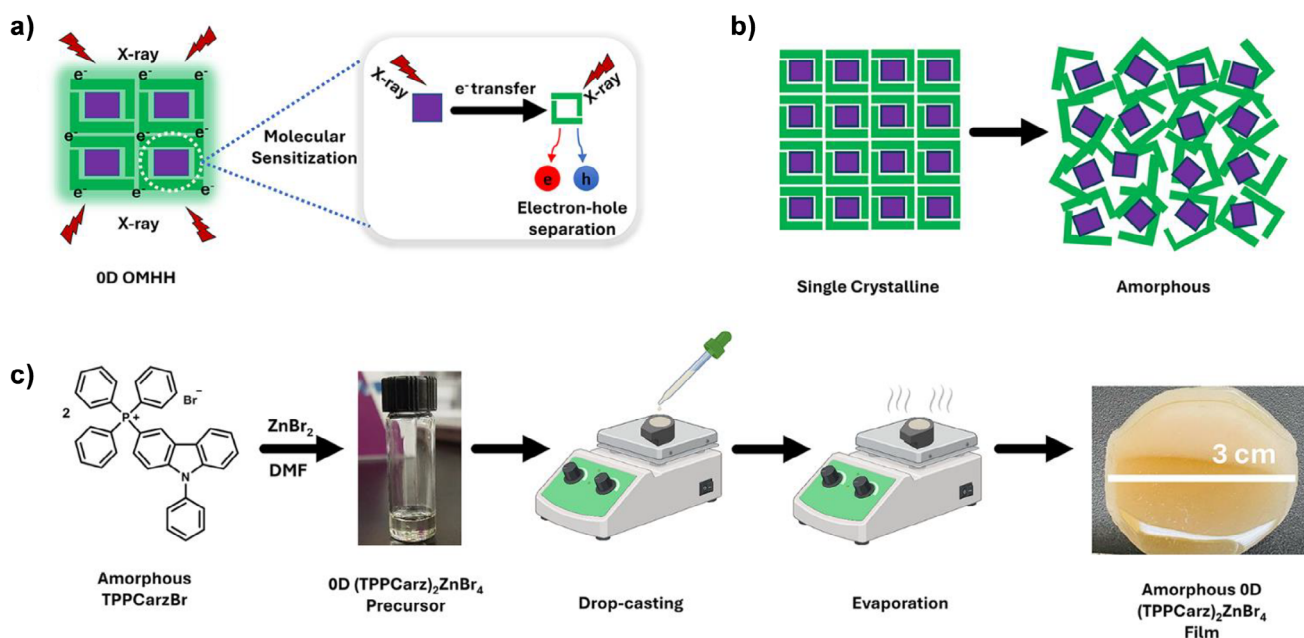 a)
X-ray
e⁻ e⁻ e⁻
e⁻ e⁻ e⁻
e⁻ e⁻ e⁻
X-ray
0D OMHH
Molecular
Sensitization
X-ray
e⁻ transfer
X-ray
e h
Electron-hole
separation
b)
Single Crystalline
Amorphous
c)
2
P⁺
Br⁻
N
Amorphous
TPPCarzBr
ZnBr₂
DMF
0D (TPPCarz)₂ZnBr₄
Precursor
Drop-casting
Evaporation
3 cm
Amorphous 0D
(TPPCarz)₂ZnBr₄
Film